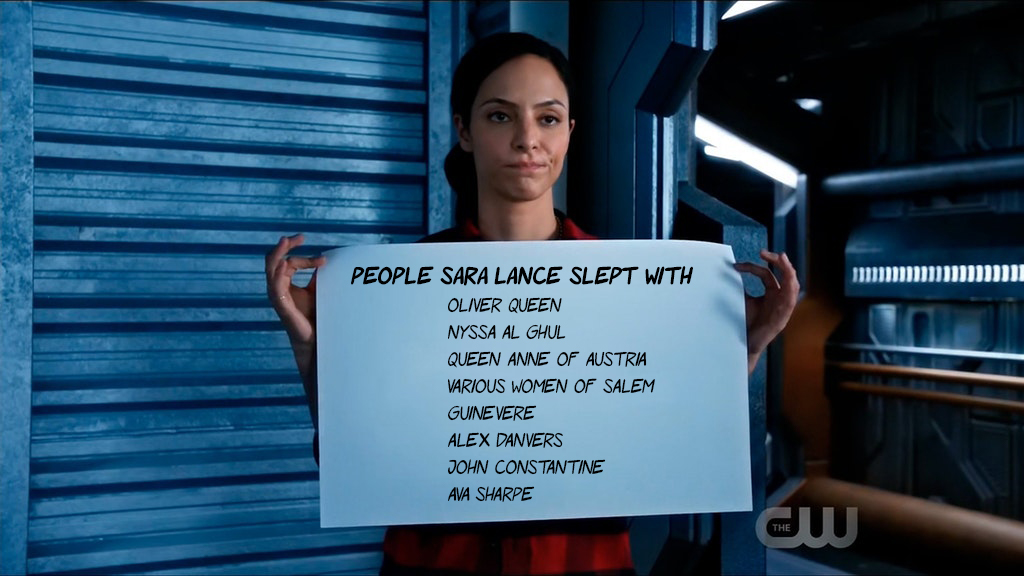 PEOPLE SARA LANCE SLEPT WITH
OLIVER QUEEN
NYSSA AL GHUL
QUEEN ANNE OF AUSTRIA
VARIOUS WOMEN OF SALEM
GUINEVERE
ALEX DANVERS
JOHN CONSTANTINE
AVA SHARPE
THE CW